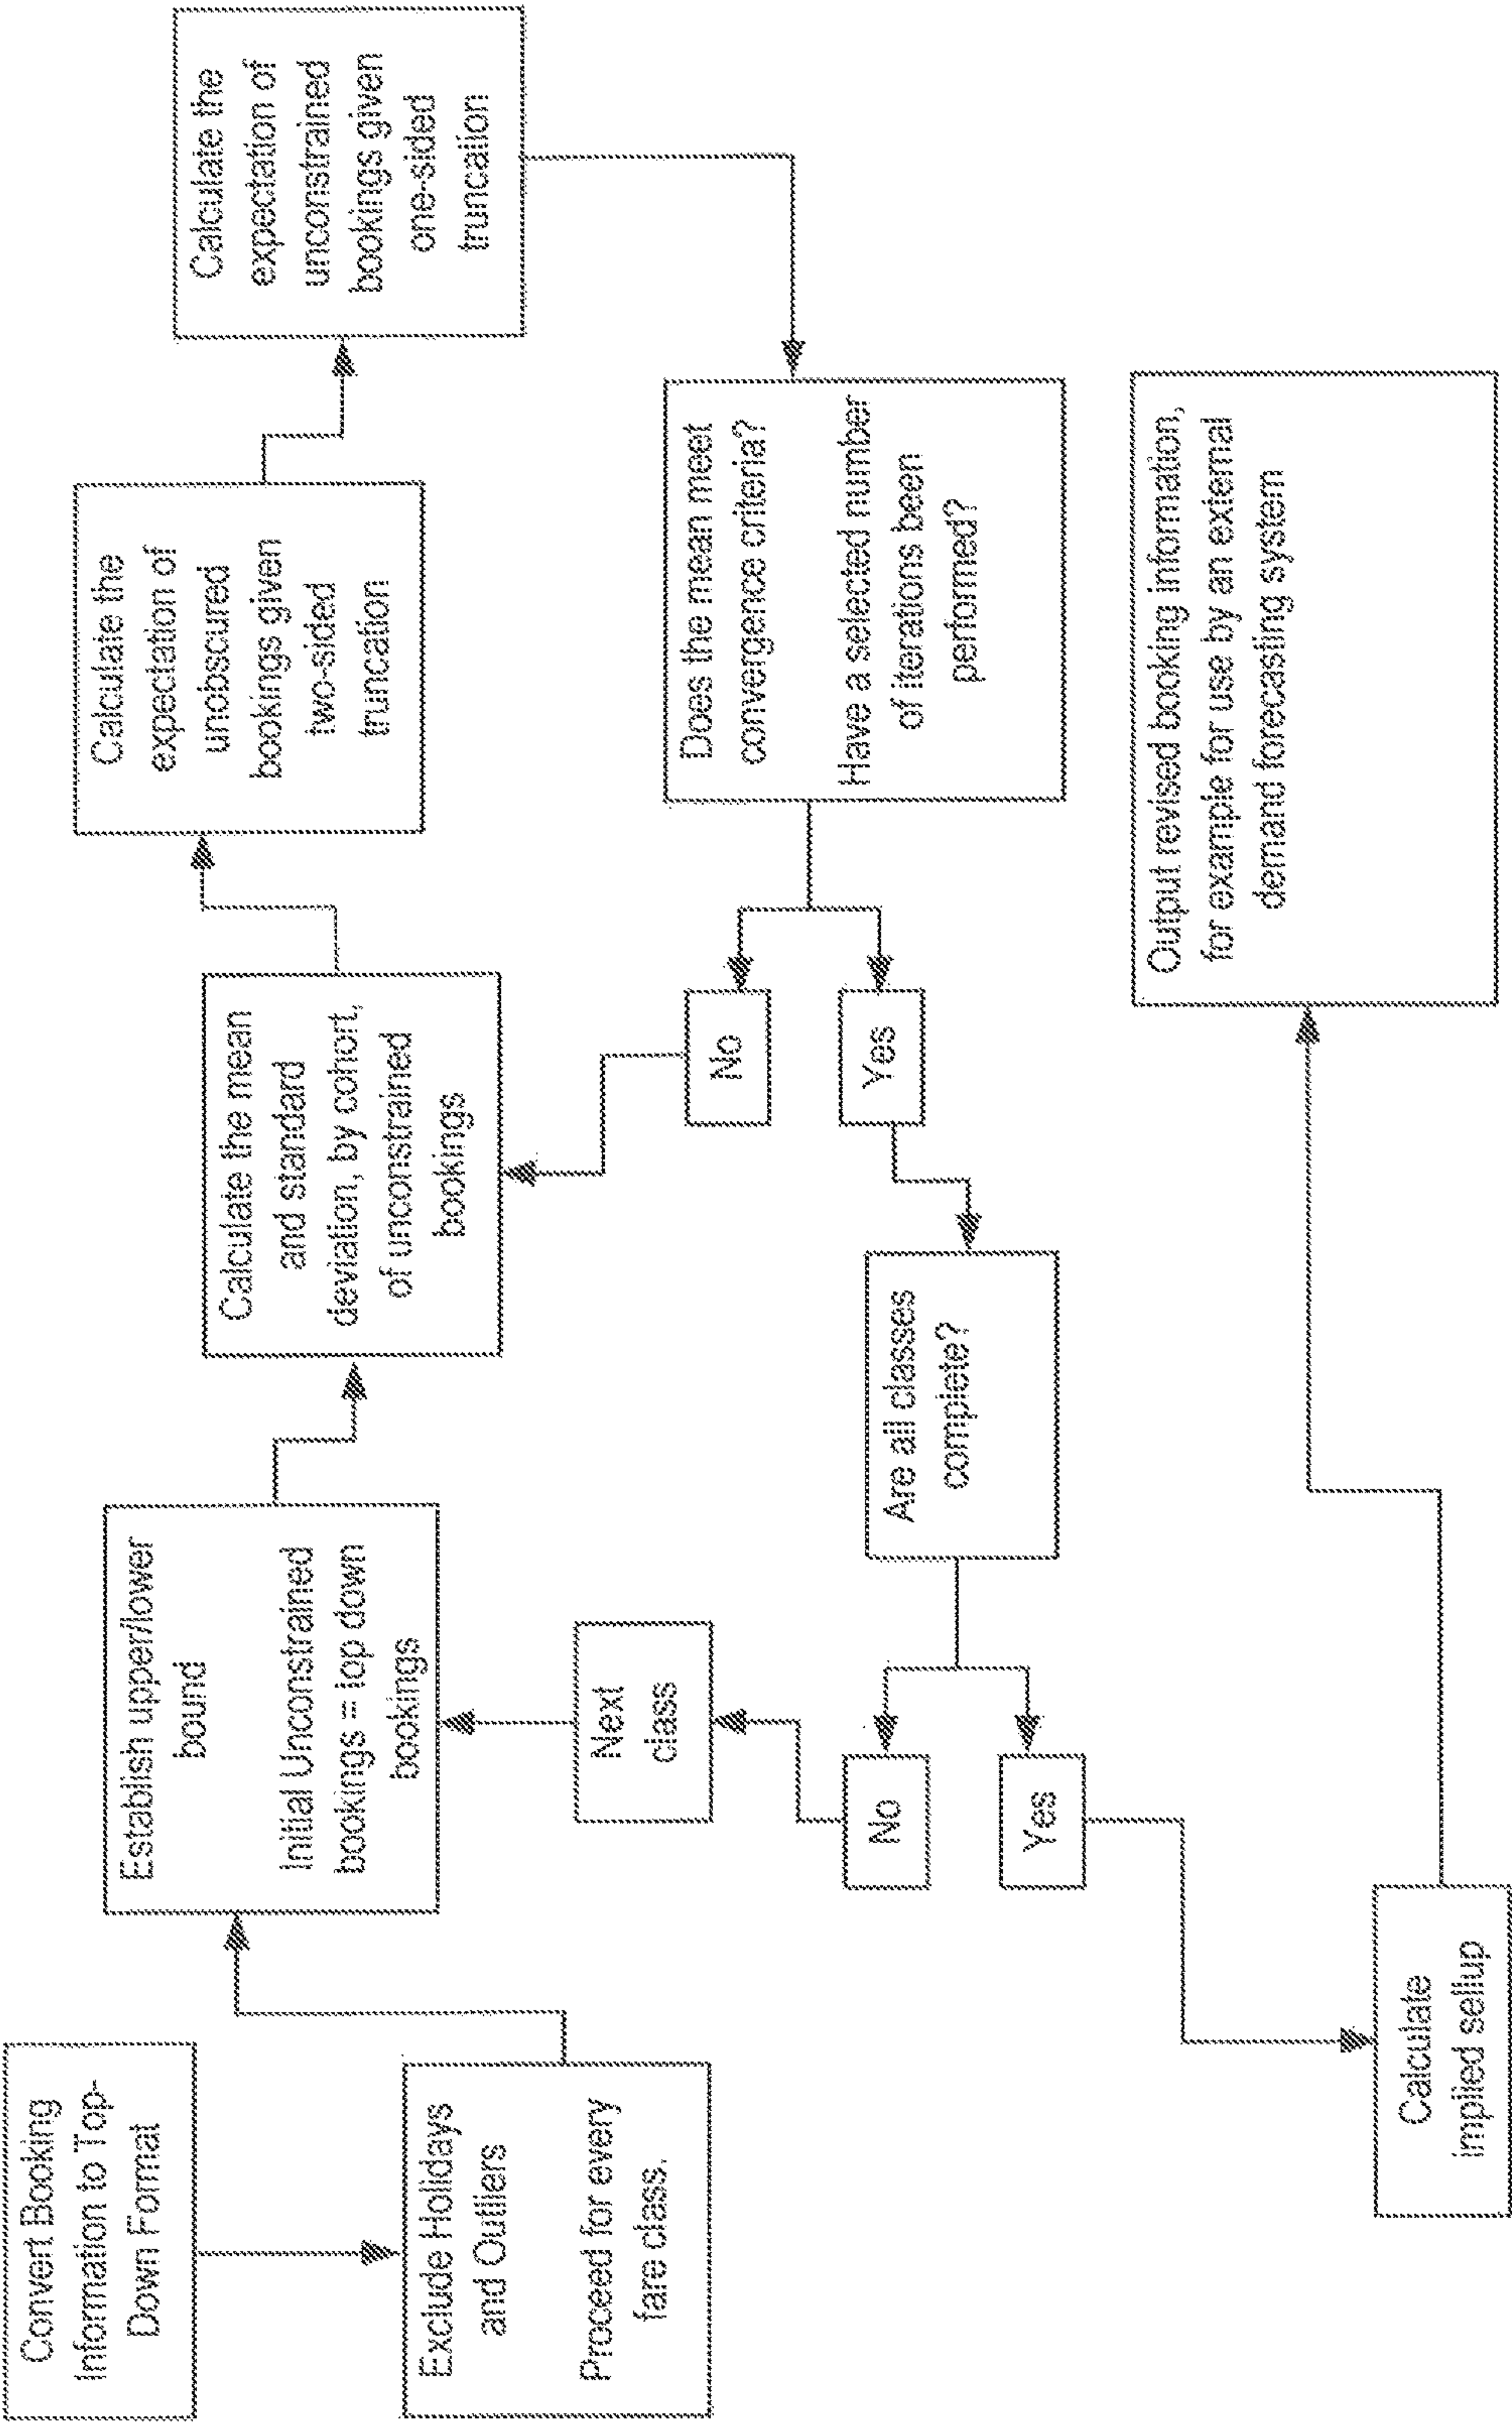 Convert Booking
Information to Top-
Down Format
Exclude Holidays
and Outliers
Proceed for every
fare class.
Establish upper/lower
bound
Initial Unconstrained
bookings = top down
bookings
Calculate the mean
and standard
deviation, by cohort,
of unconstrained
bookings
Calculate the
expectation of
unobscured
bookings given
two-sided
truncation
Calculate the
expectation of
unconstrained
bookings given
one-sided
truncation
Does the mean meet
convergence criteria?
Have a selected number
of iterations been
performed?
No
Yes
Are all classes
complete?
No
Yes
Next
class
Calculate
implied sellup
Output revised booking information,
for example for use by an external
demand forecasting system